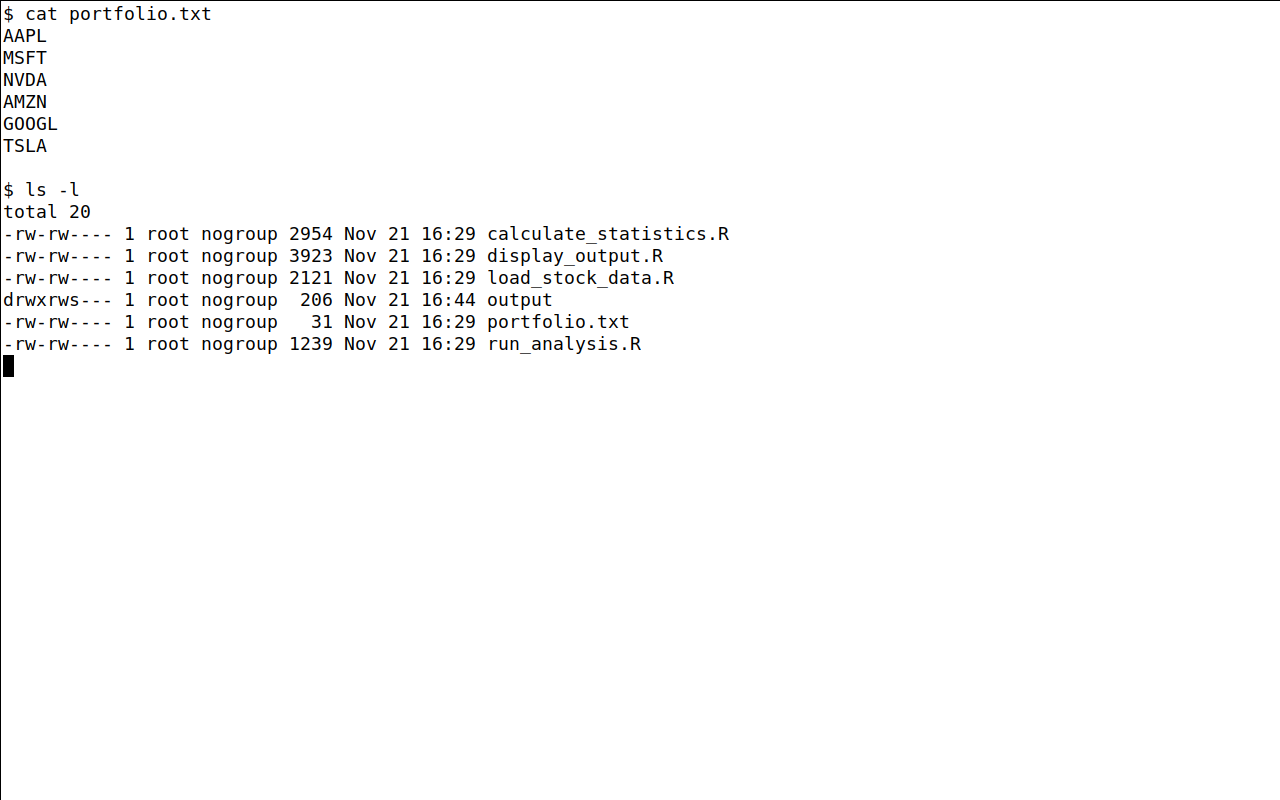 $ cat portfolio.txt
AAPL
MSFT
NVDA
AMZN
GOOGL
TSLA

$ ls -l
total 20
-rw-rw---- 1 root nogroup 2954 Nov 21 16:29 calculate_statistics.R
-rw-rw---- 1 root nogroup 3923 Nov 21 16:29 display_output.R
-rw-rw---- 1 root nogroup 2121 Nov 21 16:29 load_stock_data.R
drwxrws--- 1 root nogroup  206 Nov 21 16:44 output
-rw-rw---- 1 root nogroup   31 Nov 21 16:29 portfolio.txt
-rw-rw---- 1 root nogroup 1239 Nov 21 16:29 run_analysis.R